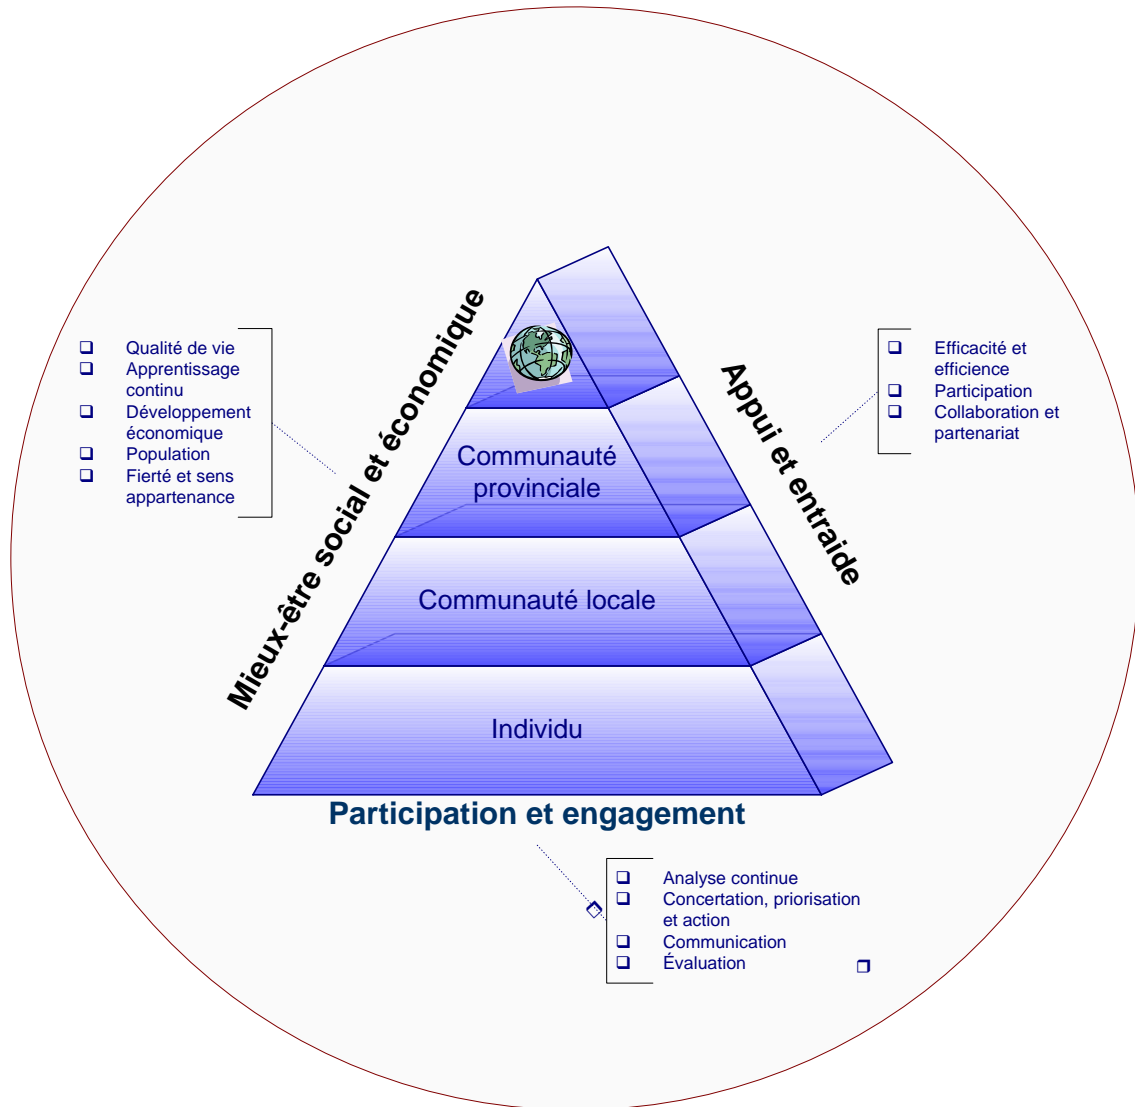 Mieux-être social et économique
Qualité de vie
Apprentissage
continu
Développement
économique
Population
Fierté et sens
appartenance
Appui et entraide
Efficacité et
efficience
Participation
Collaboration et
partenariat
Communauté
provinciale
Communauté locale
Individu
Participation et engagement
Analyse continue
Concertation, priorisation
et action
Communication
Évaluation